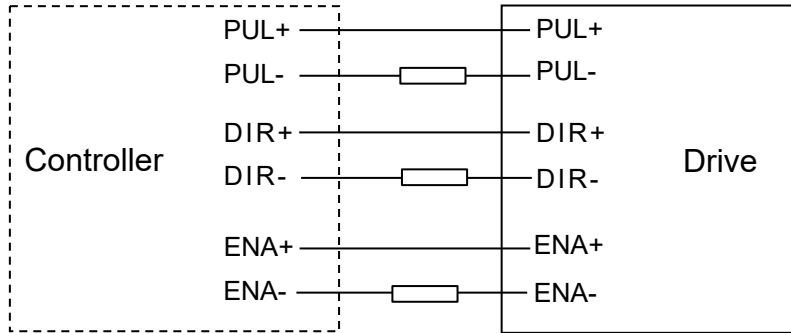 PUL+ PUL+
PUL- PUL-
DIR+ DIR+
Controller Drive
DIR- DIR-
ENA+ ENA+
ENA- ENA-